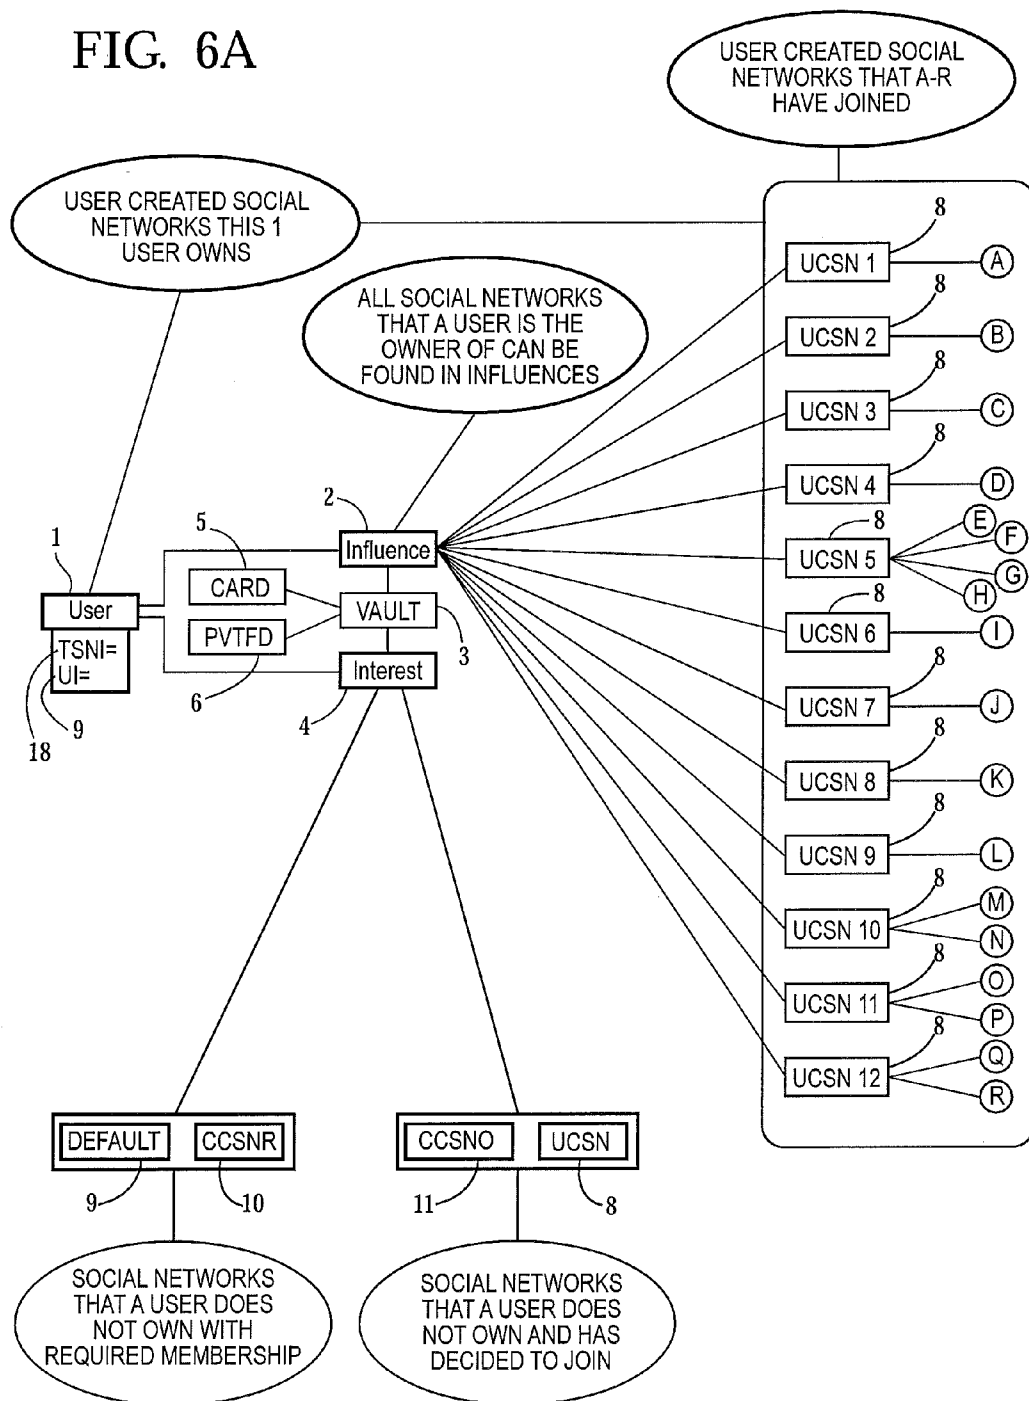 FIG. 6A
USER CREATED SOCIAL
NETWORKS THAT A-R
HAVE JOINED
USER CREATED SOCIAL
NETWORKS THIS 1
USER OWNS
ALL SOCIAL NETWORKS
THAT A USER IS THE
OWNER OF CAN BE
FOUND IN INFLUENCES
8
UCSN 1
A
8
UCSN 2
B
8
UCSN 3
C
8
UCSN 4
D
8
UCSN 5
E
F
G
H
8
UCSN 6
I
8
UCSN 7
J
8
UCSN 8
K
8
UCSN 9
L
8
UCSN 10
M
N
8
UCSN 11
O
P
8
UCSN 12
Q
R
1
User
TSNI=
UI=
18
9
5
CARD
PVTFD
6
2
Influence
VAULT
3
Interest
4
DEFAULT
CCSNR
9
10
CCSNO
UCSN
11
8
SOCIAL NETWORKS
THAT A USER DOES
NOT OWN WITH
REQUIRED MEMBERSHIP
SOCIAL NETWORKS
THAT A USER DOES
NOT OWN AND HAS
DECIDED TO JOIN